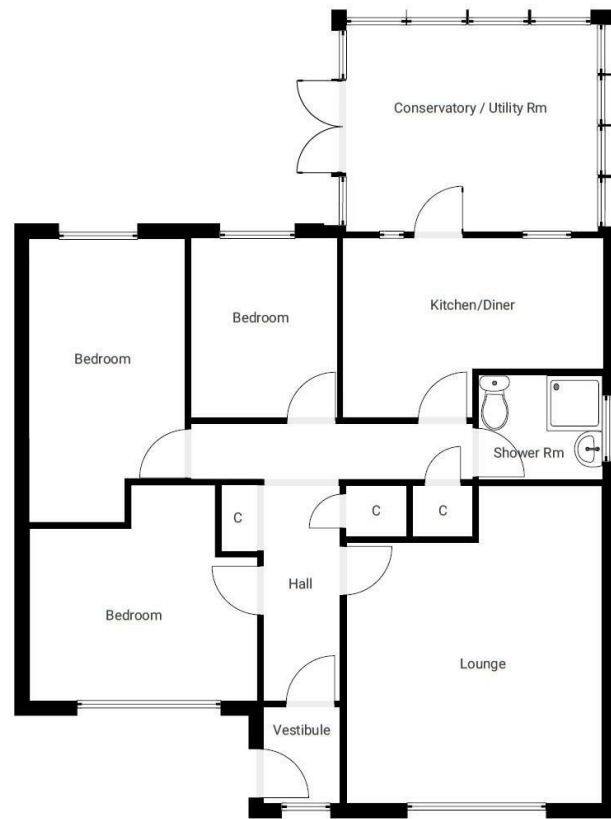 Conservatory / Utility Rm
Kitchen/Diner
Bedroom
Bedroom
Shower Rm
C
C
C
Hall
Bedroom
Lounge
Vestibule